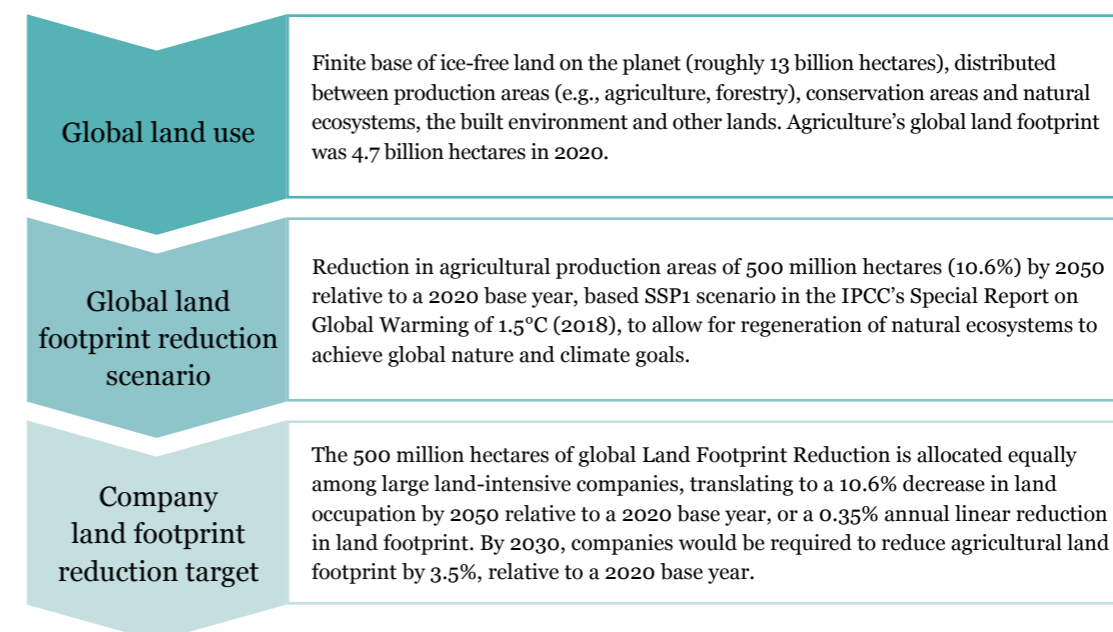 Global land use
Finite base of ice-free land on the planet (roughly 13 billion hectares), distributed
between production areas (e.g., agriculture, forestry), conservation areas and natural
ecosystems, the built environment and other lands. Agriculture’s global land footprint
was 4.7 billion hectares in 2020.
Global land
footprint reduction
scenario
Reduction in agricultural production areas of 500 million hectares (10.6%) by 2050
relative to a 2020 base year, based SSP1 scenario in the IPCC’s Special Report on
Global Warming of 1.5°C (2018), to allow for regeneration of natural ecosystems to
achieve global nature and climate goals.
Company
land footprint
reduction target
The 500 million hectares of global Land Footprint Reduction is allocated equally
among large land-intensive companies, translating to a 10.6% decrease in land
occupation by 2050 relative to a 2020 base year, or a 0.35% annual linear reduction
in land footprint. By 2030, companies would be required to reduce agricultural land
footprint by 3.5%, relative to a 2020 base year.